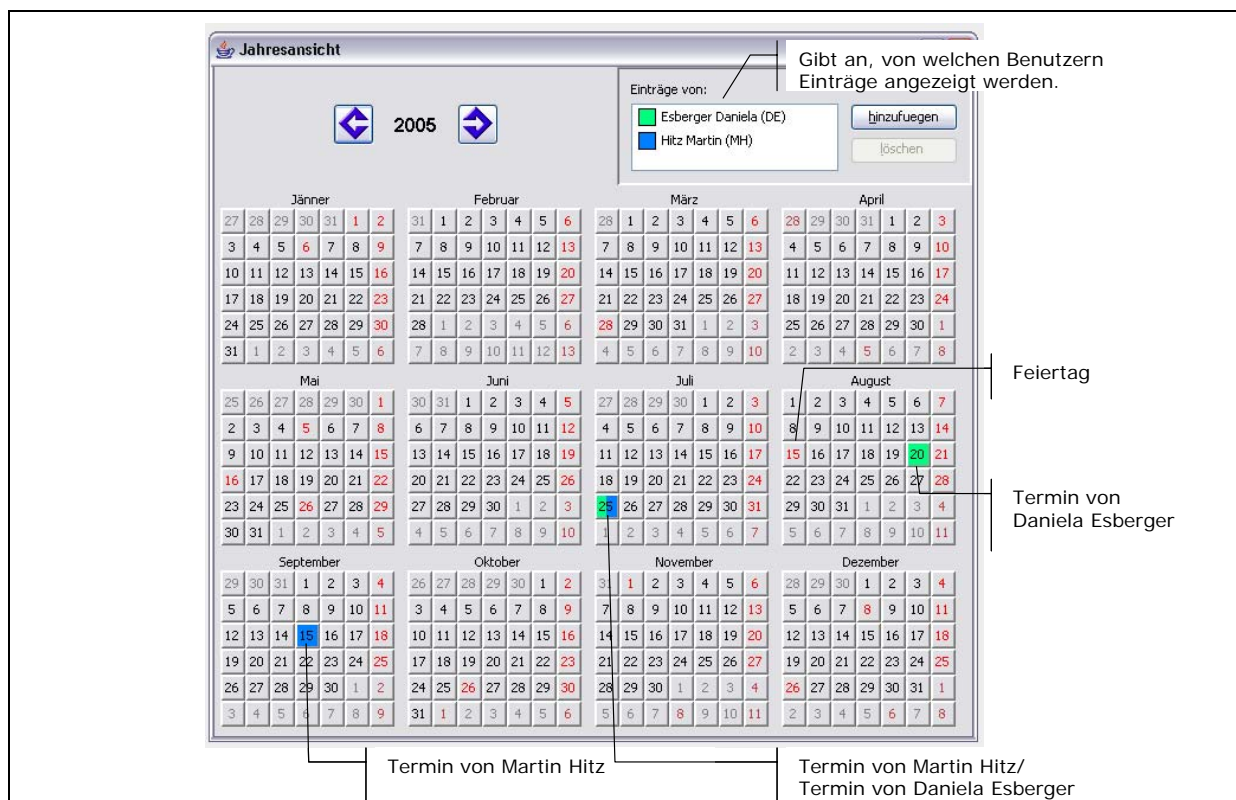 Jahresansicht
Gibt an, von welchen Benutzern
Einträge angezeigt werden.
Einträge von:
2005
Esberger Daniela (DE)
Hitz Martin (MH)
hinzufuegen
löschen
Jänner Februar März April
27 28 29 30 31 1 2 31 1 2 3 4 5 6 28 1 2 3 4 5 6 28 29 30 31 1 2 3
3 4 5 6 7 8 9 7 8 9 10 11 12 13 7 8 9 10 11 12 13 4 5 6 7 8 9 10
10 11 12 13 14 15 16 14 15 16 17 18 19 20 14 15 16 17 18 19 20 11 12 13 14 15 16 17
17 18 19 20 21 22 23 21 22 23 24 25 26 27 21 22 23 24 25 26 27 18 19 20 21 22 23 24
24 25 26 27 28 29 30 28 1 2 3 4 5 6 28 29 30 31 1 2 3 25 26 27 28 29 30 1
31 1 2 3 4 5 6 7 8 9 10 11 12 13 4 5 6 7 8 9 10 2 3 4 5 6 7 8
Mai Juni Juli August
Feiertag
25 26 27 28 29 30 1 30 31 1 2 3 4 5 27 28 29 30 1 2 3 1 2 3 4 5 6 7
2 3 4 5 6 7 8 6 7 8 9 10 11 12 4 5 6 7 8 9 10 8 9 10 11 12 13 14
9 10 11 12 13 14 15 13 14 15 16 17 18 19 11 12 13 14 15 16 17 15 16 17 18 19 20 21
16 17 18 19 20 21 22 20 21 22 23 24 25 26 18 19 20 21 22 23 24 22 23 24 25 26 27 28
23 24 25 26 27 28 29 27 28 29 30 1 2 3 25 26 27 28 29 30 31 29 30 31 1 2 3 4
30 31 1 2 3 4 5 4 5 6 7 8 9 10 1 2 3 4 5 6 7 5 6 7 8 9 10 11
Termin von
Daniela Esberger
September Oktober November Dezember
29 30 31 1 2 3 4 26 27 28 29 30 1 2 31 1 2 3 4 5 6 28 29 30 1 2 3 4
5 6 7 8 9 10 11 3 4 5 6 7 8 9 7 8 9 10 11 12 13 5 6 7 8 9 10 11
12 13 14 15 16 17 18 10 11 12 13 14 15 16 14 15 16 17 18 19 20 12 13 14 15 16 17 18
19 20 21 22 23 24 25 17 18 19 20 21 22 23 21 22 23 24 25 26 27 19 20 21 22 23 24 25
26 27 28 29 30 1 2 24 25 26 27 28 29 30 28 29 30 1 2 3 4 26 27 28 29 30 31 1
3 4 5 6 7 8 9 31 1 2 3 4 5 6 5 6 7 8 9 10 11 2 3 4 5 6 7 8
Termin von Martin Hitz
Termin von Martin Hitz/
Termin von Daniela Esberger